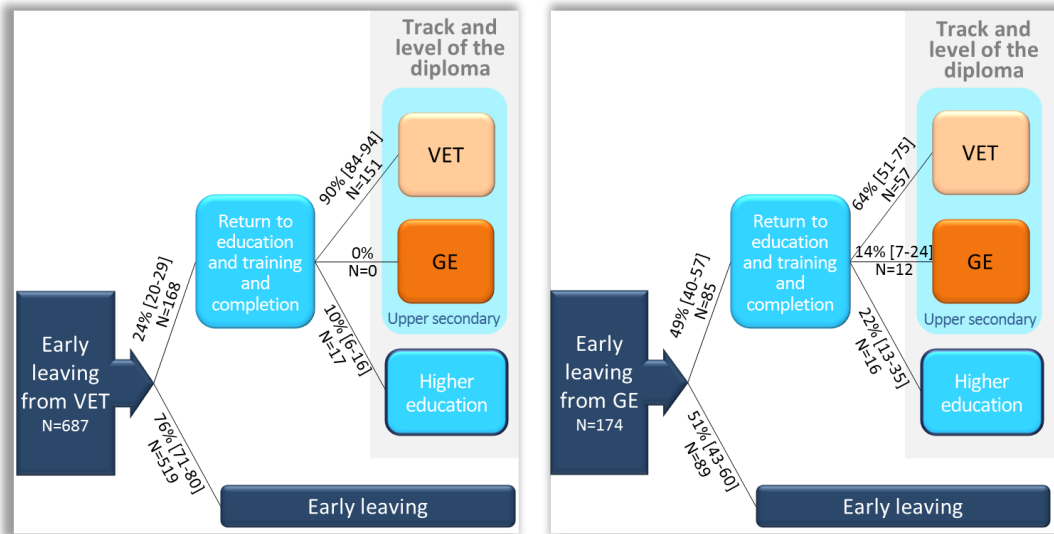 Track and
level of the
diploma
VET
90% [84-94]
N=151
Return to
education
and training
and
completion
0%
N=0
GE
Upper secondary
24% [20-29]
N=168
10% [6-16]
N=17
Early
leaving
from VET
N=687
Higher
education
76% [71-80]
N=519
Early leaving
Track and
level of the
diploma
VET
64% [51-75]
N=57
Return to
education
and training
and
completion
14% [7-24]
N=12
GE
Upper secondary
49% [40-57]
N=85
22% [13-35]
N=16
Early
leaving
from GE
N=174
Higher
education
51% [43-60]
N=89
Early leaving